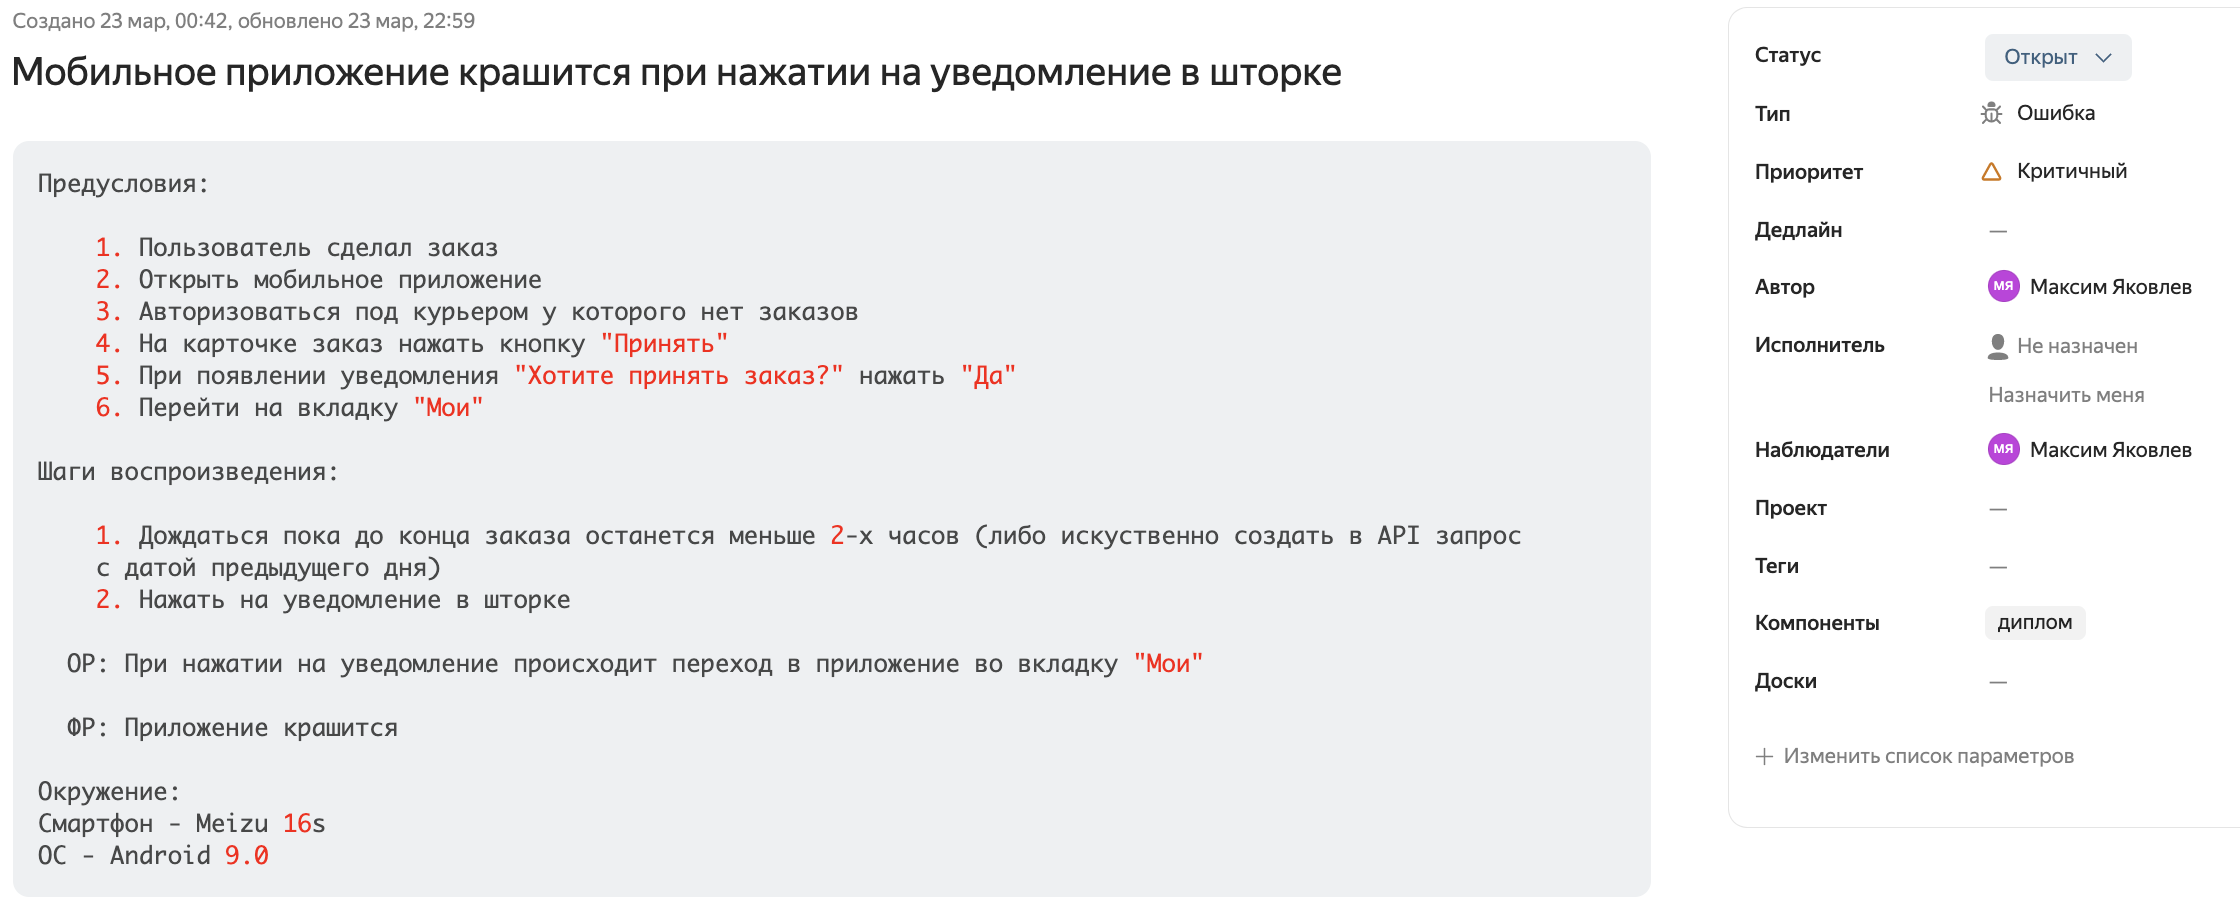 Создано 23 мар, 00:42, обновлено 23 мар, 22:59
Мобильное приложение крашится при нажатии на уведомление в шторке
Предусловия:
1. Пользователь сделал заказ
2. Открыть мобильное приложение
3. Авторизоваться под курьером у которого нет заказов
4. На карточке заказ нажать кнопку "Принять"
5. При появлении уведомления "Хотите принять заказ?" нажать "Да"
6. Перейти на вкладку "Мои"
Шаги воспроизведения:
1. Дождаться пока до конца заказа останется меньше 2-х часов (либо искуственно создать в API запрос
с датой предыдущего дня)
2. Нажать на уведомление в шторке
ОР: При нажатии на уведомление происходит переход в приложение во вкладку "Мои"
ФР: Приложение крашится
Окружение:
Смартфон - Meizu 16s
ОС - Android 9.0
Статус Открыт
Тип Ошибка
Приоритет Критичный
Дедлайн —
Автор МЯ Максим Яковлев
Исполнитель Не назначен
Назначить меня
Наблюдатели МЯ Максим Яковлев
Проект —
Теги —
Компоненты диплом
Доски —
+ Изменить список параметров